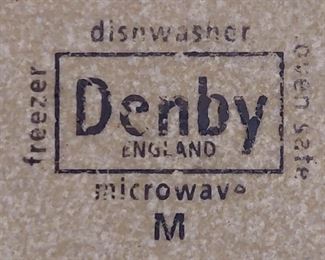 dishwasher
freezer
Denby
ENGLAND
oven safe
microwave
M